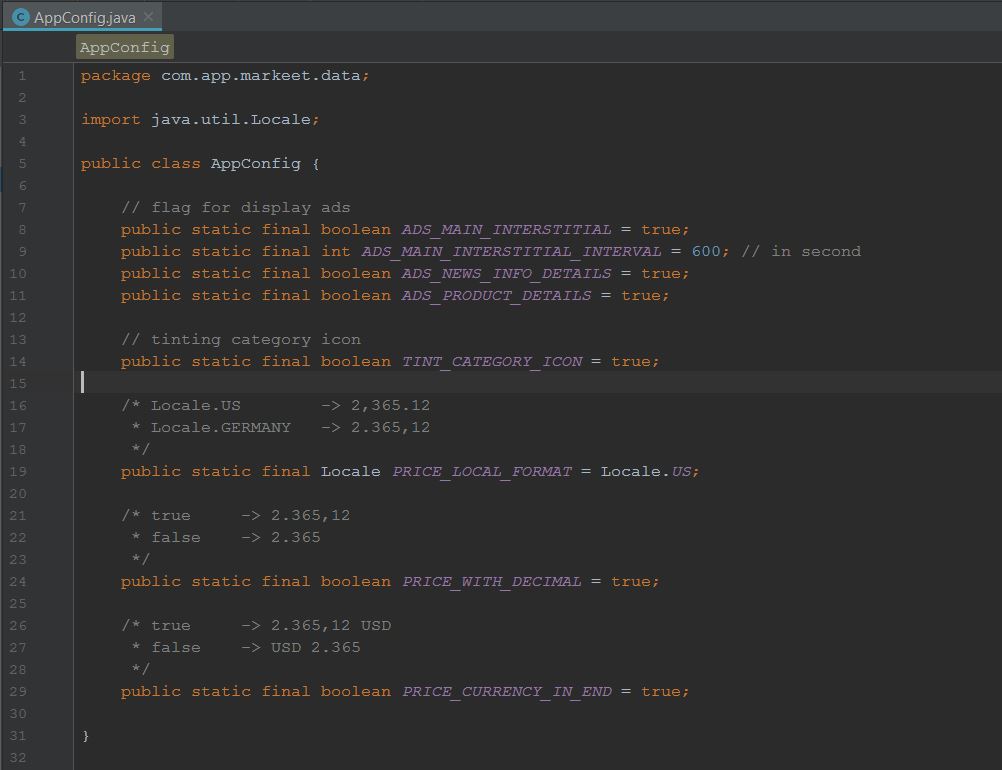 AppConfig.java
AppConfig
1 package com.app.markeet.data;
2
3 import java.util.Locale;
4
5 public class AppConfig {
6
7     // flag for display ads
8     public static final boolean ADS_MAIN_INTERSTITIAL = true;
9     public static final int ADS_MAIN_INTERSTITIAL_INTERVAL = 600; // in second
10     public static final boolean ADS_NEWS_INFO_DETAILS = true;
11     public static final boolean ADS_PRODUCT_DETAILS = true;
12
13     // tinting category icon
14     public static final boolean TINT_CATEGORY_ICON = true;
15
16     /* Locale.US        -> 2,365.12
17      * Locale.GERMANY   -> 2.365,12
18      */
19     public static final Locale PRICE_LOCAL_FORMAT = Locale.US;
20
21     /* true     -> 2.365,12
22      * false    -> 2.365
23      */
24     public static final boolean PRICE_WITH_DECIMAL = true;
25
26     /* true     -> 2.365,12 USD
27      * false    -> USD 2.365
28      */
29     public static final boolean PRICE_CURRENCY_IN_END = true;
30
31 }
32